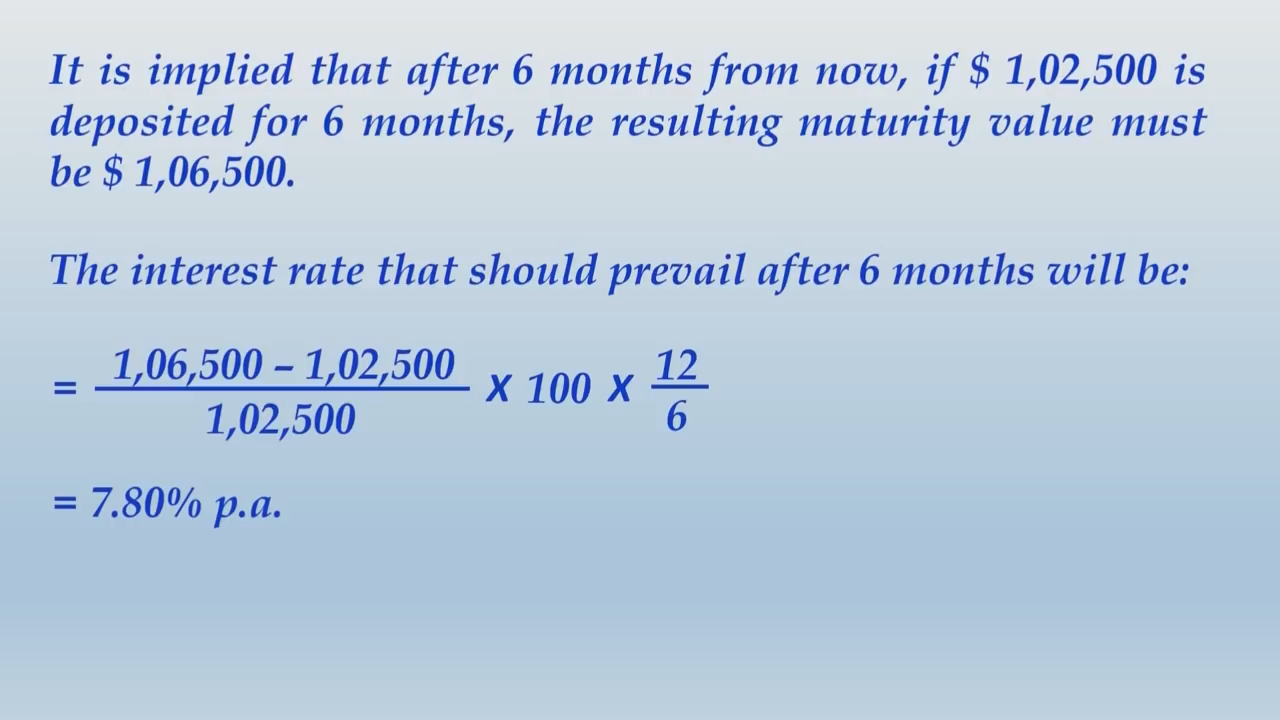 It is implied that after 6 months from now, if $ 1,02,500 is
deposited for 6 months, the resulting maturity value must
be $ 1,06,500.
The interest rate that should prevail after 6 months will be:
= 1,06,500 – 1,02,500 / 1,02,500 X 100 X 12 / 6
= 7.80% p.a.